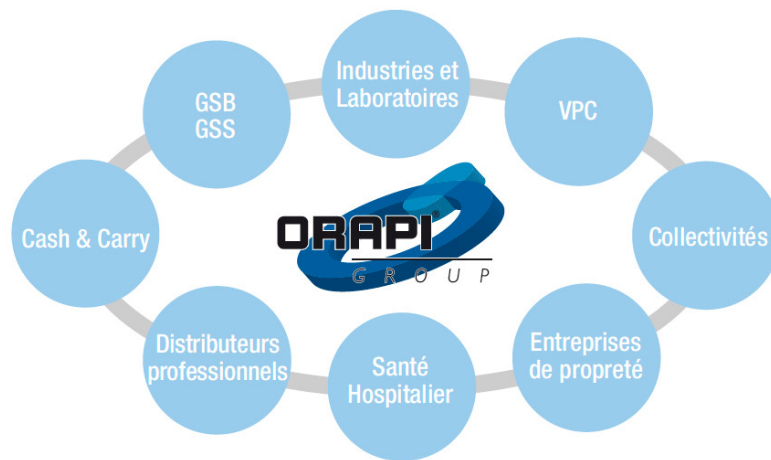 Industries et
Laboratoires
GSB
GSS
VPC
Cash & Carry
ORAPI®
GROUP
Collectivités
Distributeurs
professionnels
Santé
Hospitalier
Entreprises
de propreté